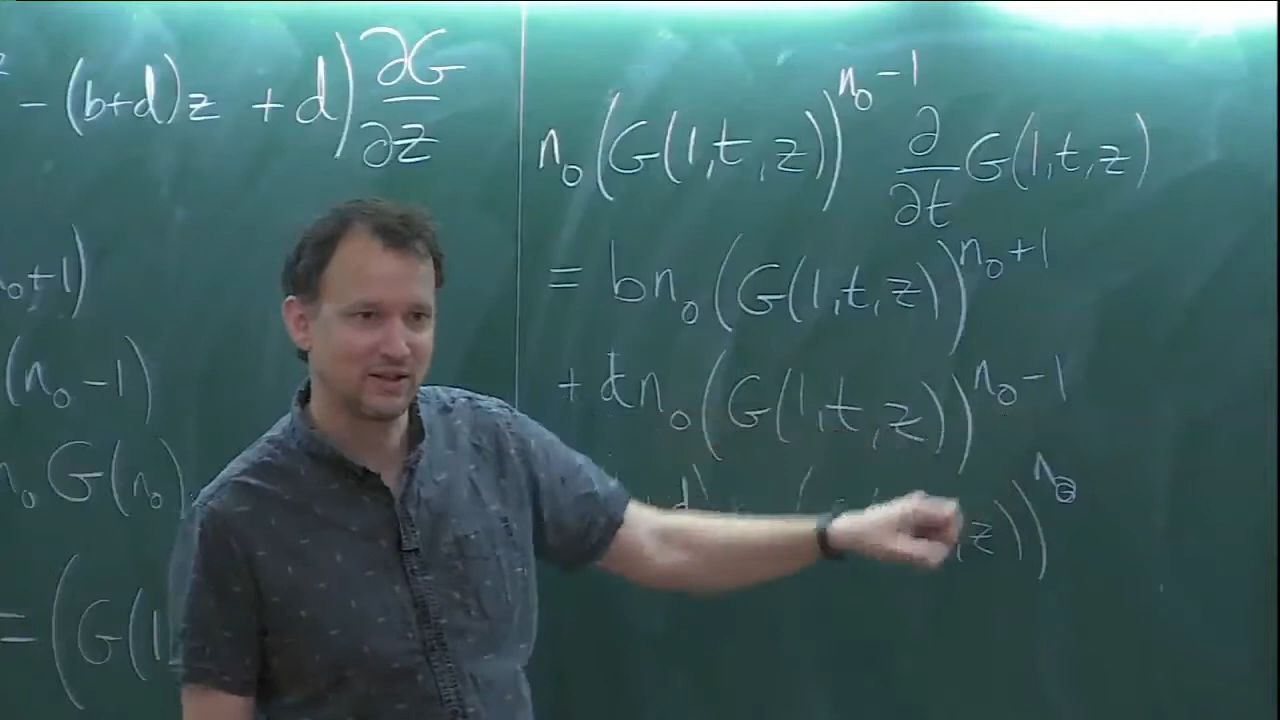 ² - (b+d)z + d) ∂G/∂z
n₀+1)
(n₀ - 1)
n₀ G(n₀)
= (G(1,
n₀ (G(1,t,z))^{n₀-1} ∂/∂t G(1,t,z)
= bn₀ (G(1,t,z))^{n₀+1}
+ dn₀ (G(1,t,z))^{n₀-1}
,z))^{n₀}